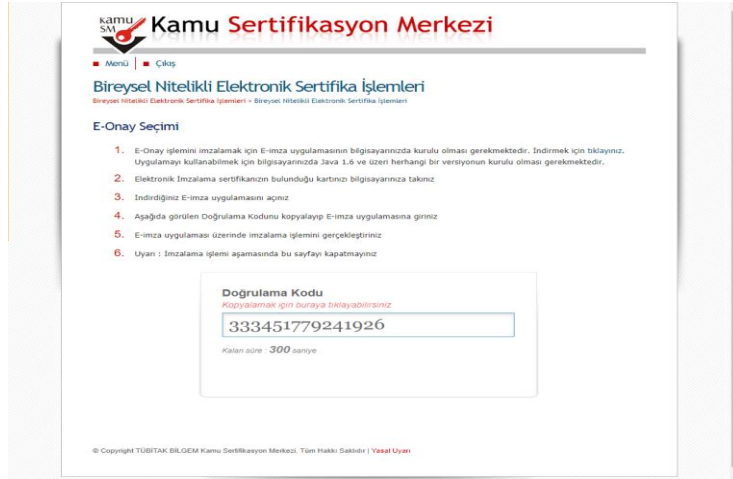 kamu
SM
Kamu Sertifikasyon Merkezi
Menü
Çıkış
Bireysel Nitelikli Elektronik Sertifika İşlemleri
Bireysel Nitelikli Elektronik Sertifika İşlemleri > Bireysel Nitelikli Elektronik Sertifika İşlemleri
E-Onay Seçimi
1. E-Onay işlemini imzalamak için E-imza uygulamasının bilgisayarınızda kurulu olması gerekmektedir. İndirmek için tıklayınız.
Uygulamayı kullanabilmek için bilgisayarınızda Java 1.6 ve üzeri herhangi bir versiyonun kurulu olması gerekmektedir.
2. Elektronik İmzalama sertifikanızın bulunduğu kartınızı bilgisayarınıza takınız
3. İndirdiğiniz E-imza uygulamasını açınız
4. Aşağıda görülen Doğrulama Kodunu kopyalayıp E-imza uygulamasına giriniz
5. E-imza uygulaması üzerinde imzalama işlemini gerçekleştiriniz
6. Uyarı : İmzalama işlemi aşamasında bu sayfayı kapatmayınız
Doğrulama Kodu
Kopyalamak için buraya tıklayabilirsiniz
333451779241926
Kalan süre : 300 saniye
© Copyright TÜBİTAK BİLGEM Kamu Sertifikasyon Merkezi, Tüm Hakkı Saklıdır | Yasal Uyarı